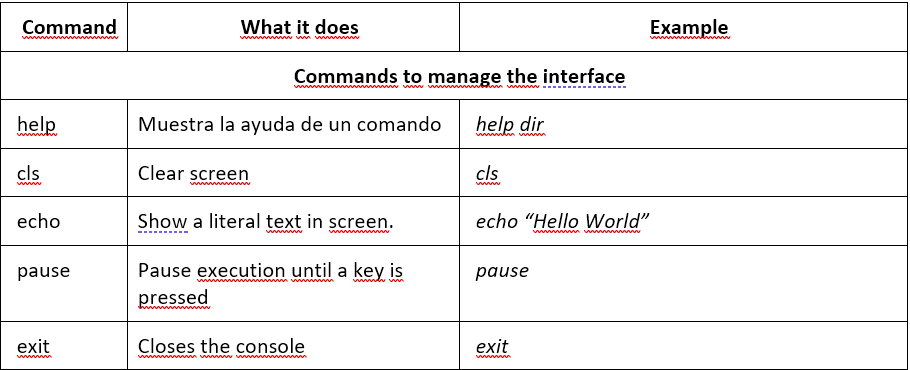 Command What it does Example
Commands to manage the interface
help Muestra la ayuda de un comando help dir
cls Clear screen cls
echo Show a literal text in screen. echo “Hello World”
pause Pause execution until a key is pause
pressed
exit Closes the console exit